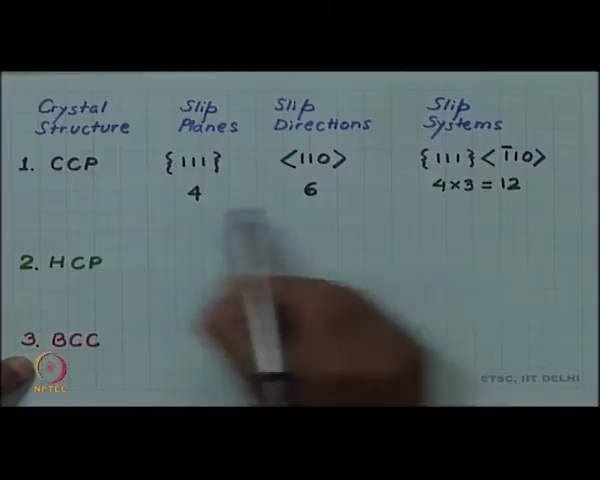 Crystal Structure Slip Planes Slip Directions Slip Systems
1. CCP {111} <110> {111}<1̄10>
4 6 4×3 = 12
2. HCP
3. BCC
NPTEL
ETSC, IIT DELHI